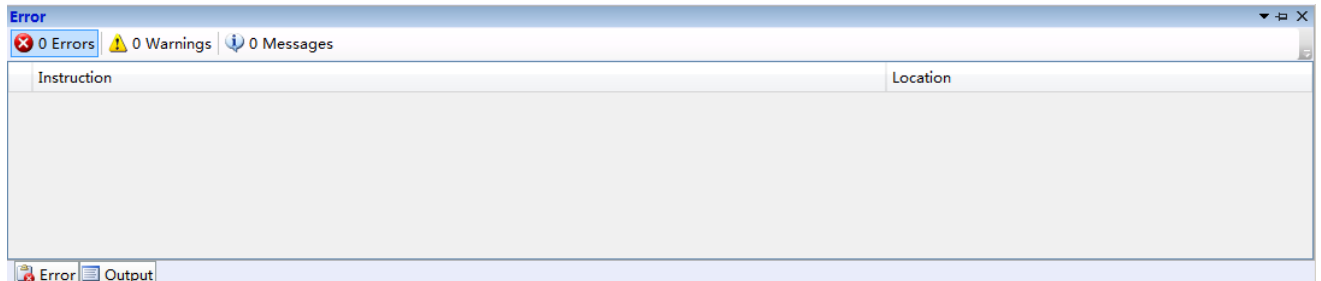 Error
0 Errors 0 Warnings 0 Messages
Instruction Location
Error Output